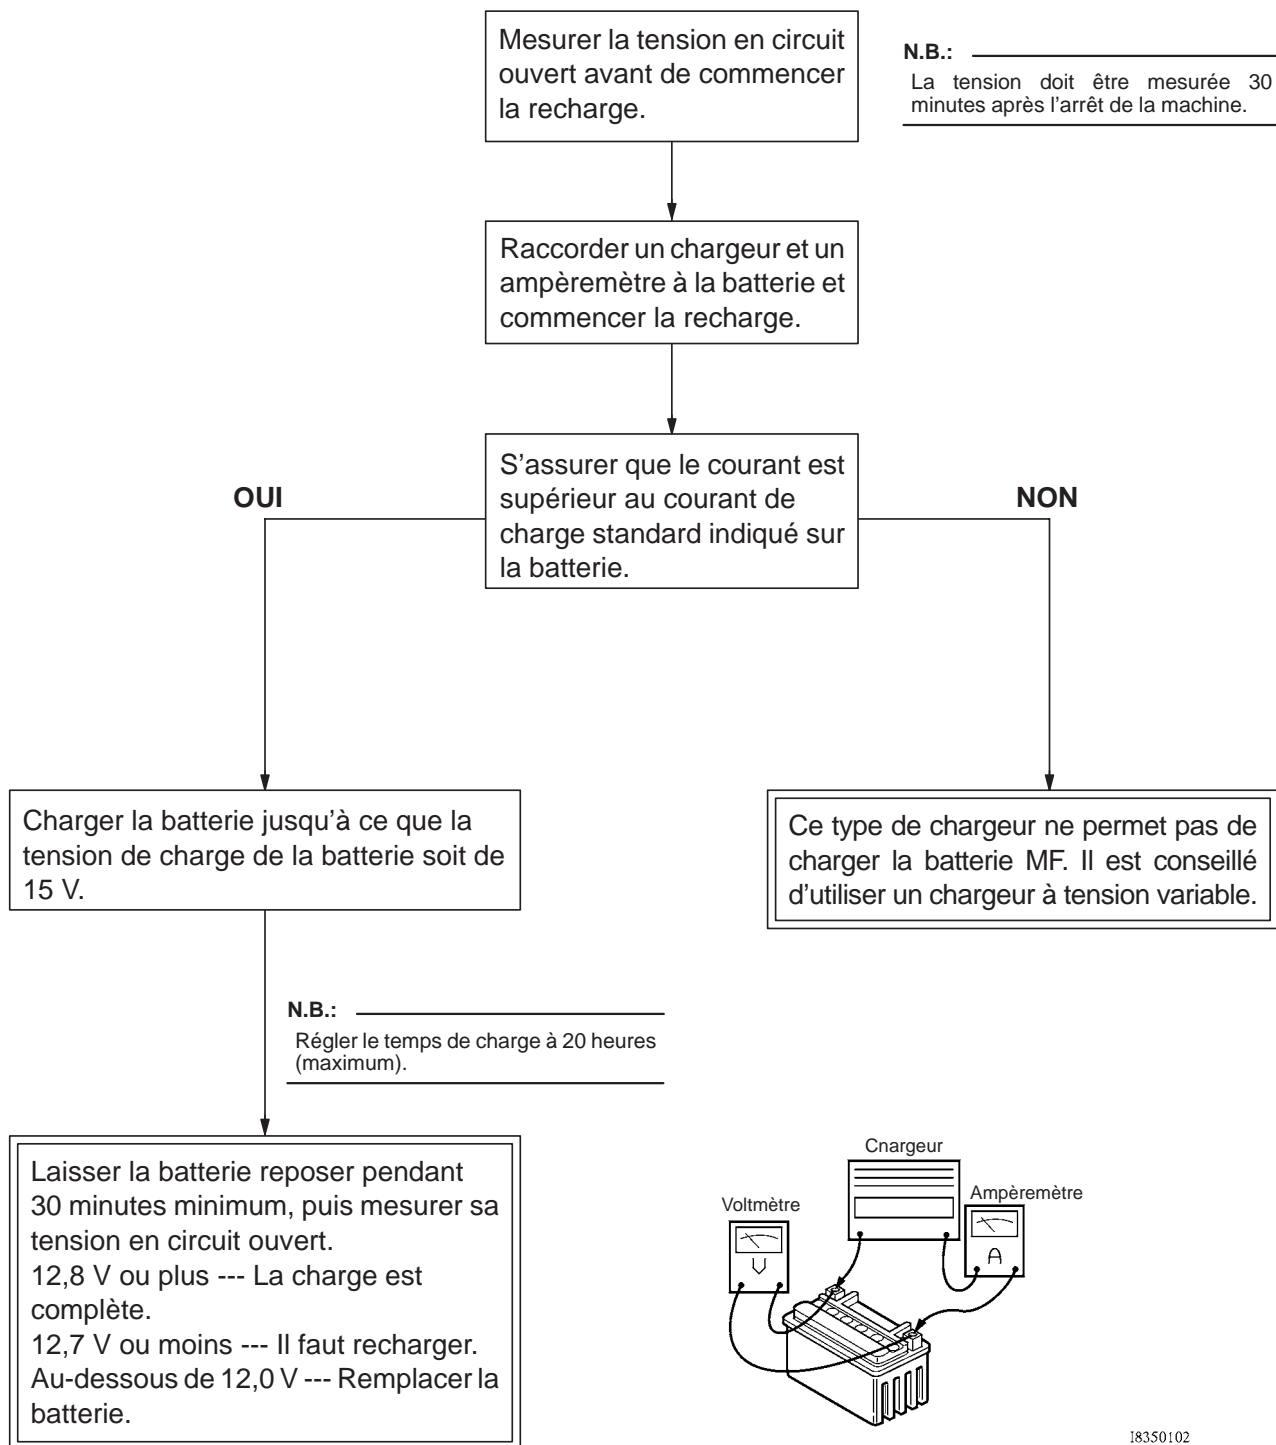 Mesurer la tension en circuit
ouvert avant de commencer
la recharge.
N.B.:
La tension doit être mesurée 30
minutes après l'arrêt de la machine.
Raccorder un chargeur et un
ampèremètre à la batterie et
commencer la recharge.
S'assurer que le courant est
supérieur au courant de
charge standard indiqué sur
la batterie.
OUI
NON
Charger la batterie jusqu'à ce que la
tension de charge de la batterie soit de
15 V.
Ce type de chargeur ne permet pas de
charger la batterie MF. Il est conseillé
d'utiliser un chargeur à tension variable.
N.B.:
Régler le temps de charge à 20 heures
(maximum).
Laisser la batterie reposer pendant
30 minutes minimum, puis mesurer sa
tension en circuit ouvert.
12,8 V ou plus --- La charge est
complète.
12,7 V ou moins --- Il faut recharger.
Au-dessous de 12,0 V --- Remplacer la
batterie.
Cnargeur
Voltmètre
Ampèremètre
V
A
I8350102